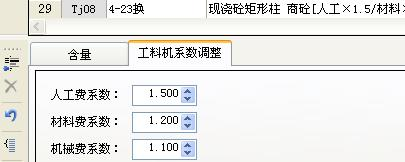 29 Tj08 4-23换 现浇砼矩形柱 商砼[人工×1.5/材料×
含量 工料机系数调整
人工费系数： 1.500
材料费系数： 1.200
机械费系数： 1.100